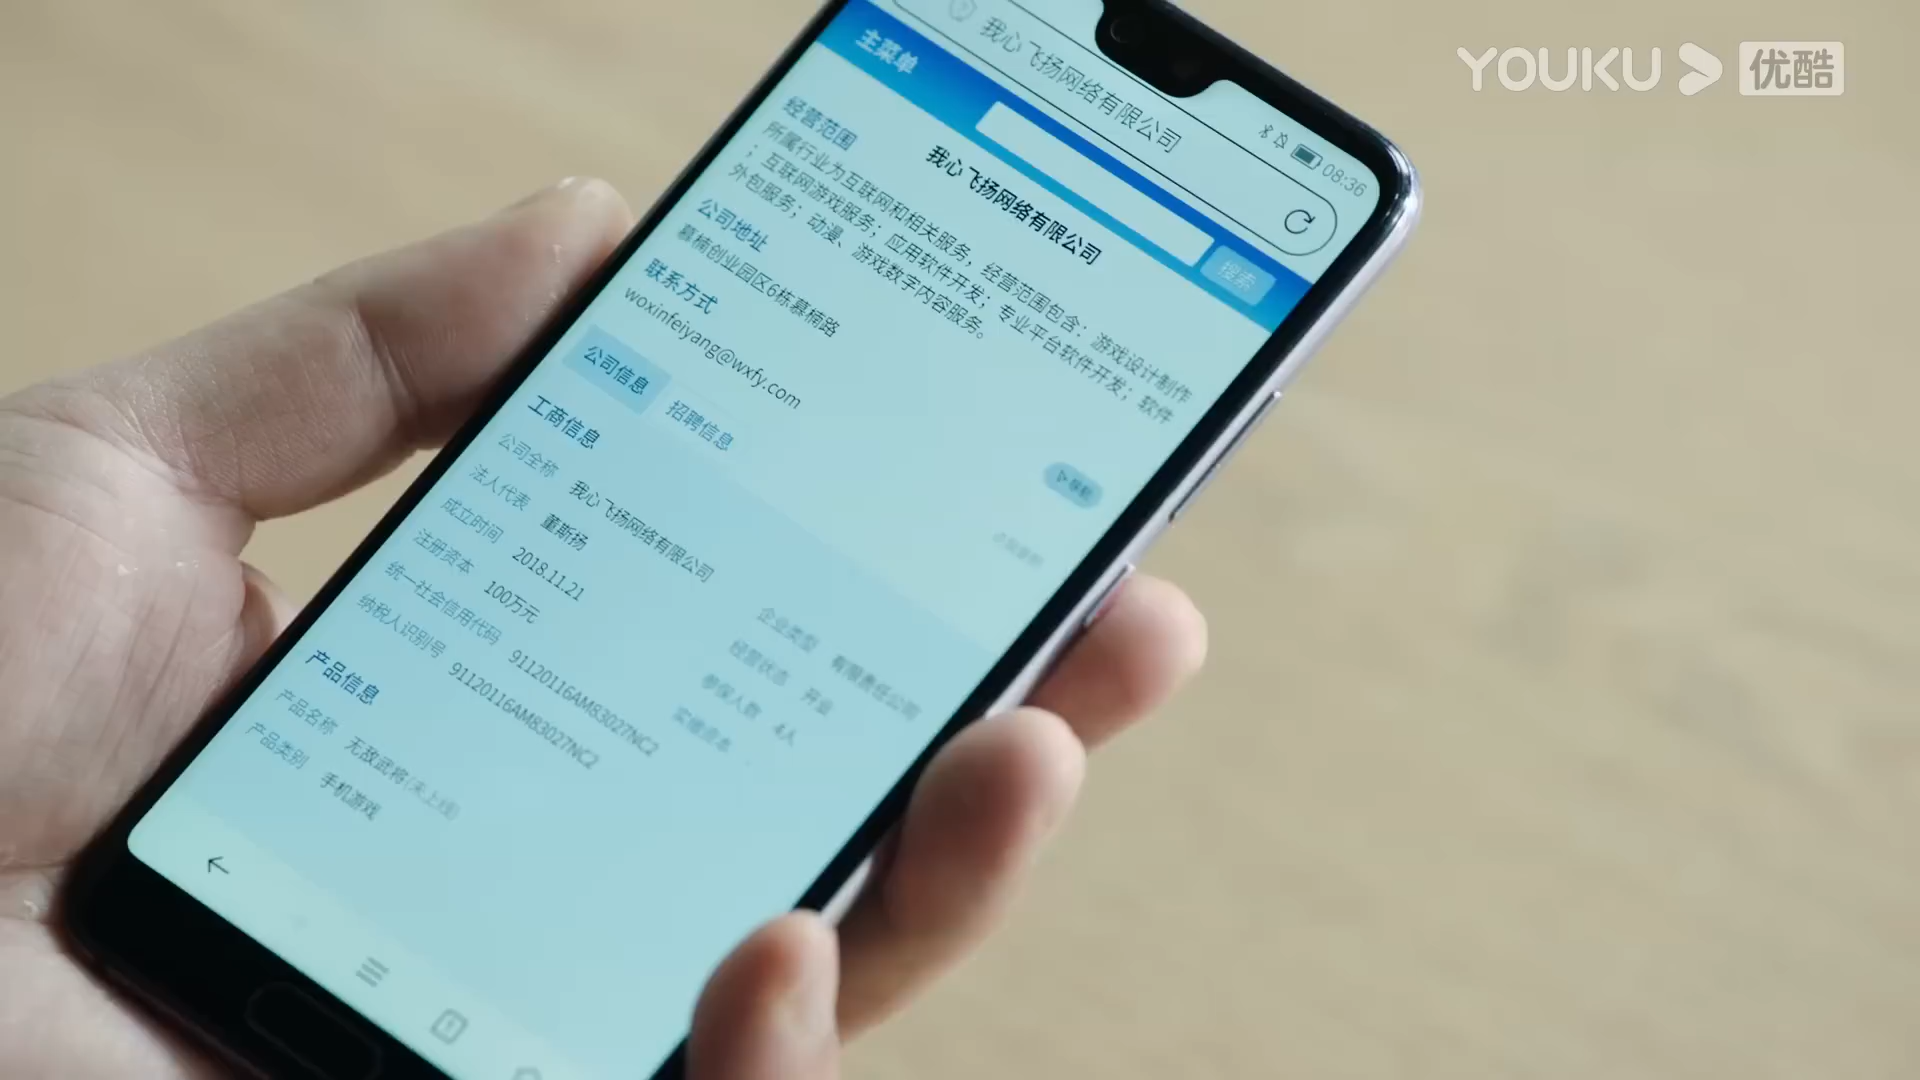 YOUKU 优酷
08:36
我心飞扬网络有限公司
主菜单
搜索
我心飞扬网络有限公司
经营范围
所属行业为互联网和相关服务，经营范围包含：游戏设计制作
；互联网游戏服务；应用软件开发；专业平台软件开发；软件
外包服务；动漫、游戏数字内容服务。
公司地址
慕楠创业园区6栋慕楠路
联系方式
woxinfeiyang@wxfy.com
公司信息 招聘信息
工商信息
公司全称 我心飞扬网络有限公司
企业类型 有限责任公司
法人代表 董斯扬
经营状态 开业
成立时间 2018.11.21
参保人数 4人
注册资本 100万元
实缴资本
统一社会信用代码 91120116AM83027NC2
纳税人识别号 91120116AM83027NC2
产品信息
产品名称 无敌武将(未上线)
产品类别 手机游戏